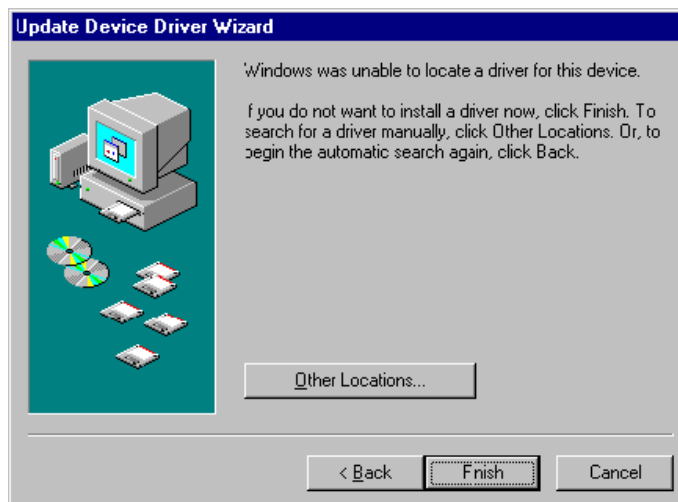 Update Device Driver Wizard
Windows was unable to locate a driver for this device.
f you do not want to install a driver now, click Finish. To
search for a driver manually, click Other Locations. Or, to
begin the automatic search again, click Back.
Other Locations...
< Back
Fnish
Cancel